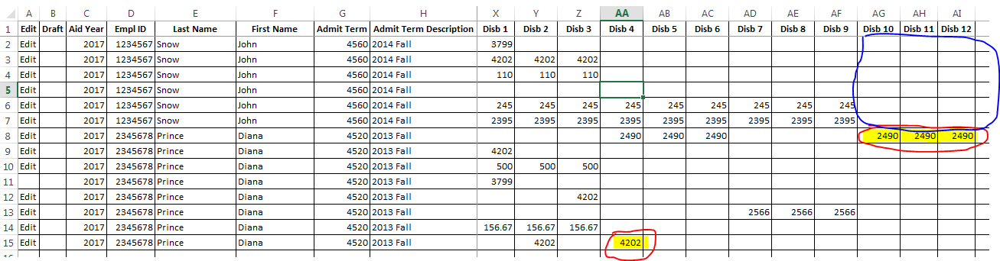 A B C D E F G H X Y Z AA AB AC AD AE AF AG AH AI
1 Edit Draft Aid Year Empl ID Last Name First Name Admit Term Admit Term Description Disb 1 Disb 2 Disb 3 Disb 4 Disb 5 Disb 6 Disb 7 Disb 8 Disb 9 Disb 10 Disb 11 Disb 12
2 Edit 2017 1234567 Snow John 4560 2014 Fall 3799
3 Edit 2017 1234567 Snow John 4560 2014 Fall 4202 4202 4202
4 Edit 2017 1234567 Snow John 4560 2014 Fall 110 110 110
5 Edit 2017 1234567 Snow John 4560 2014 Fall
6 Edit 2017 1234567 Snow John 4560 2014 Fall 245 245 245 245 245 245 245 245 245
7 Edit 2017 1234567 Snow John 4560 2014 Fall 2395 2395 2395 2395 2395 2395 2395 2395 2395
8 Edit 2017 2345678 Prince Diana 4520 2013 Fall 2490 2490 2490 2490 2490 2490
9 Edit 2017 2345678 Prince Diana 4520 2013 Fall 4202
10 Edit 2017 2345678 Prince Diana 4520 2013 Fall 500 500 500
11 2017 2345678 Prince Diana 4520 2013 Fall 3799
12 Edit 2017 2345678 Prince Diana 4520 2013 Fall 4202
13 Edit 2017 2345678 Prince Diana 4520 2013 Fall 2566 2566 2566
14 Edit 2017 2345678 Prince Diana 4520 2013 Fall 156.67 156.67 156.67
15 Edit 2017 2345678 Prince Diana 4520 2013 Fall 4202 4202